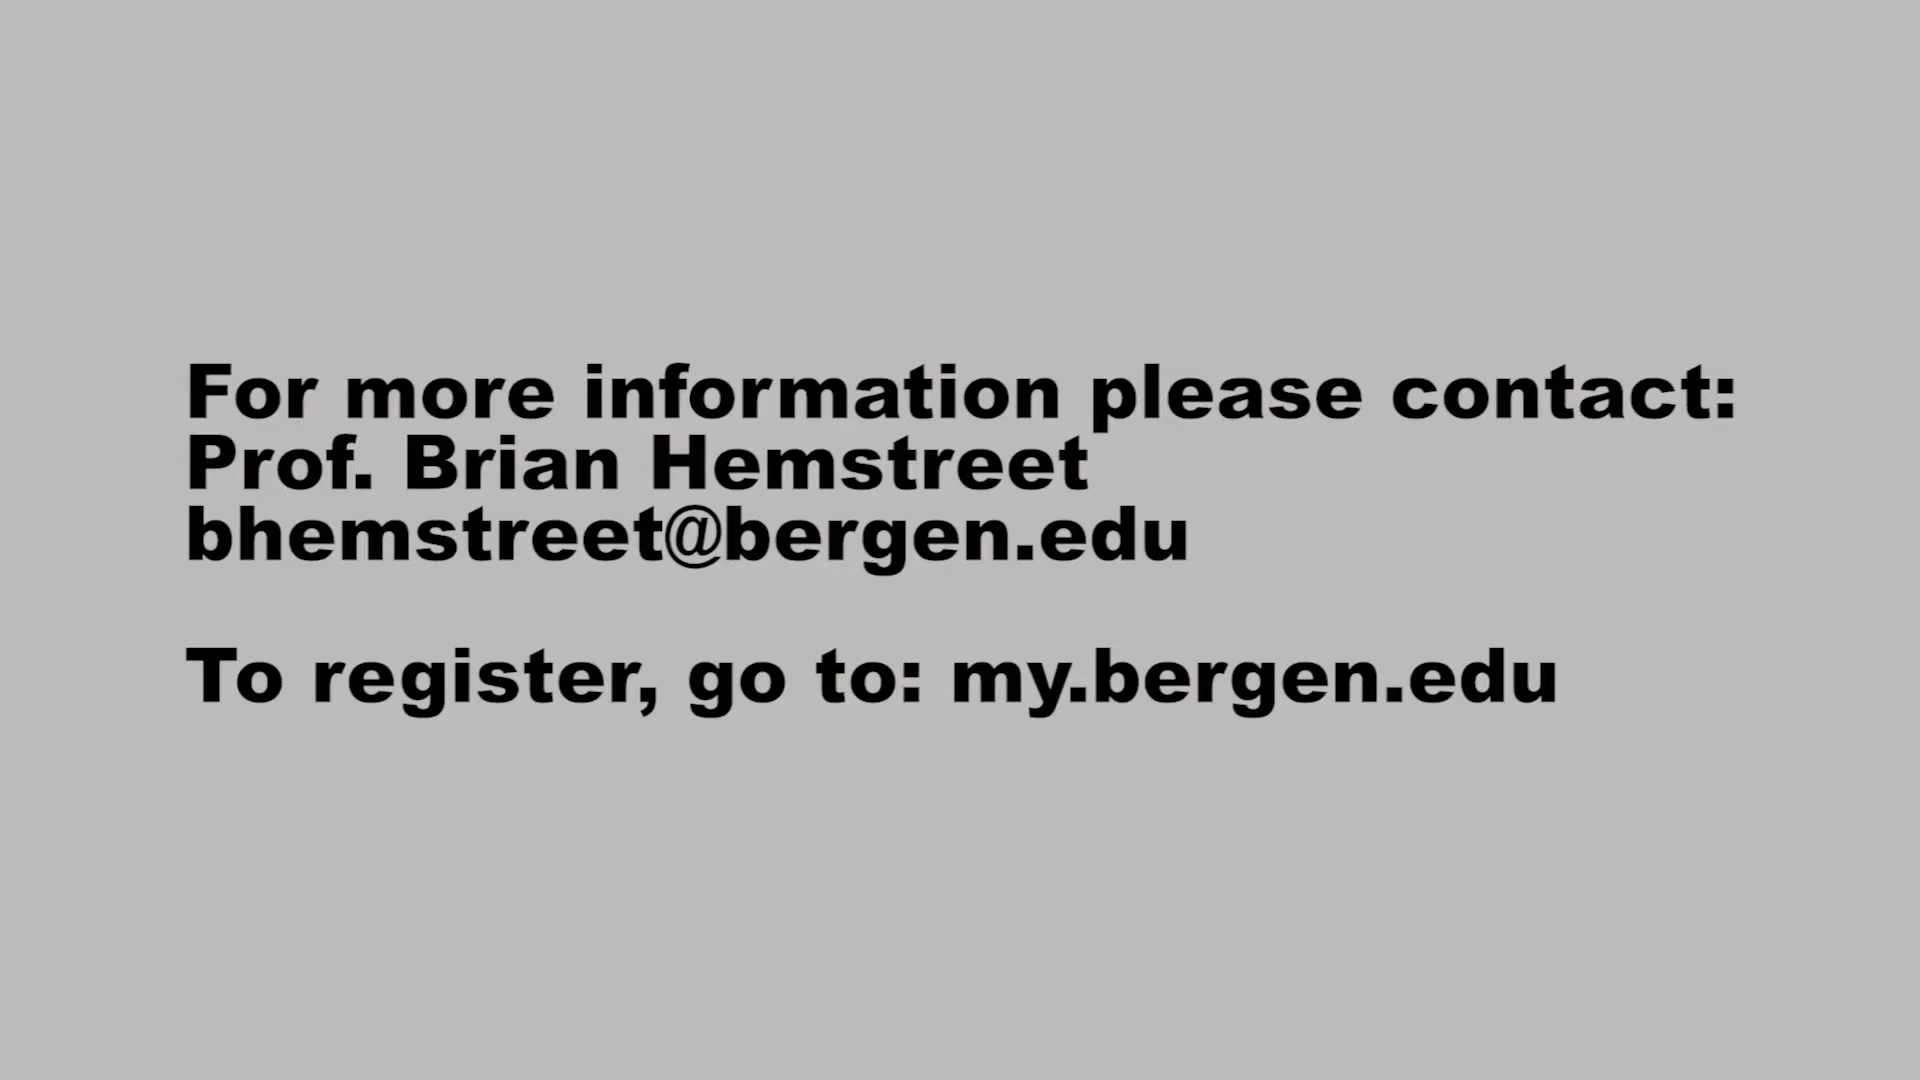 For more information please contact:
Prof. Brian Hemstreet
bhemstreet@bergen.edu
To register, go to: my.bergen.edu